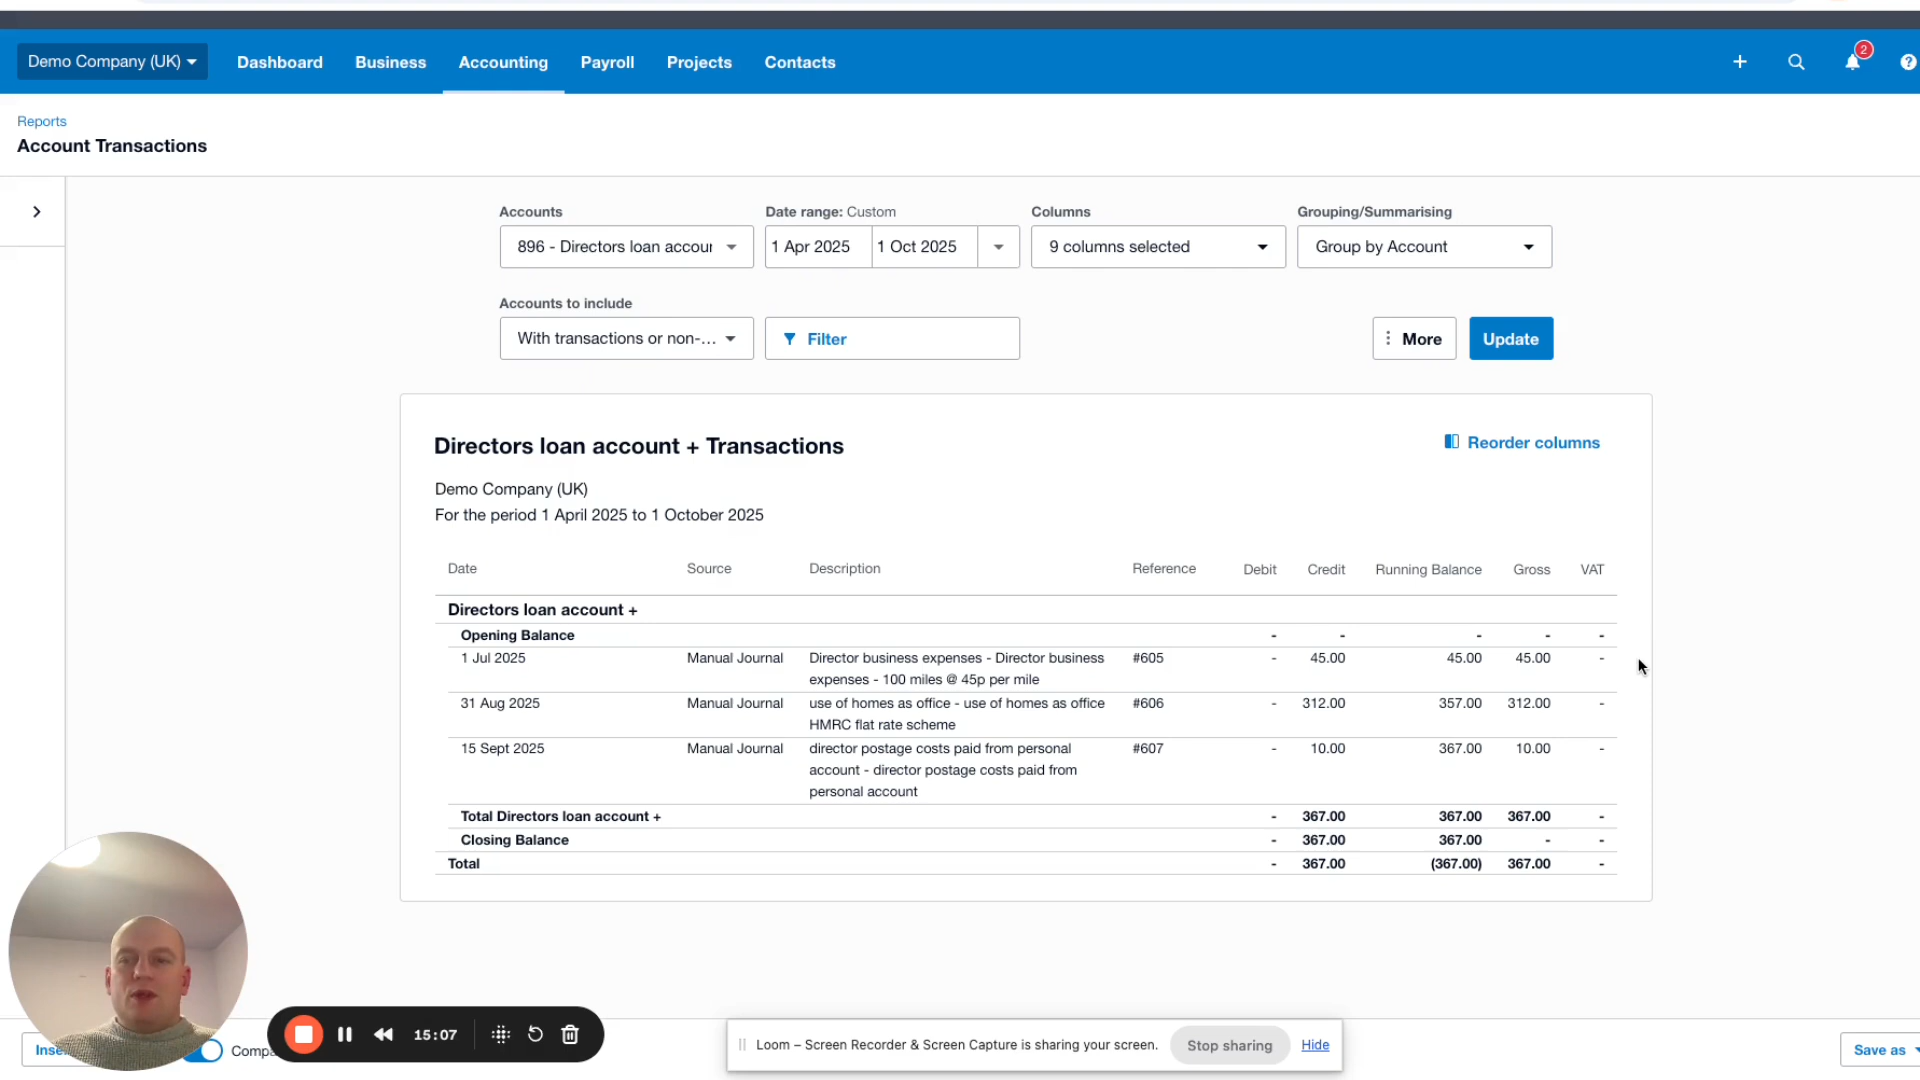 Demo Company (UK)
Dashboard
Business
Accounting
Payroll
Projects
Contacts
2
Reports
Account Transactions
Accounts
Date range: Custom
Columns
Grouping/Summarising
896 - Directors loan accour
1 Apr 2025
1 Oct 2025
9 columns selected
Group by Account
Accounts to include
With transactions or non-...
Filter
More
Update
Directors loan account + Transactions
Reorder columns
Demo Company (UK)
For the period 1 April 2025 to 1 October 2025
Date Source Description Reference Debit Credit Running Balance Gross VAT
Directors loan account +
Opening Balance - - - - -
1 Jul 2025 Manual Journal Director business expenses - Director business #605 - 45.00 45.00 45.00 -
expenses - 100 miles @ 45p per mile
31 Aug 2025 Manual Journal use of homes as office - use of homes as office #606 - 312.00 357.00 312.00 -
HMRC flat rate scheme
15 Sept 2025 Manual Journal director postage costs paid from personal #607 - 10.00 367.00 10.00 -
account - director postage costs paid from
personal account
Total Directors loan account + - 367.00 367.00 367.00 -
Closing Balance - 367.00 367.00 - -
Total - 367.00 (367.00) 367.00 -
15:07
Loom – Screen Recorder & Screen Capture is sharing your screen.
Stop sharing
Hide
Save as